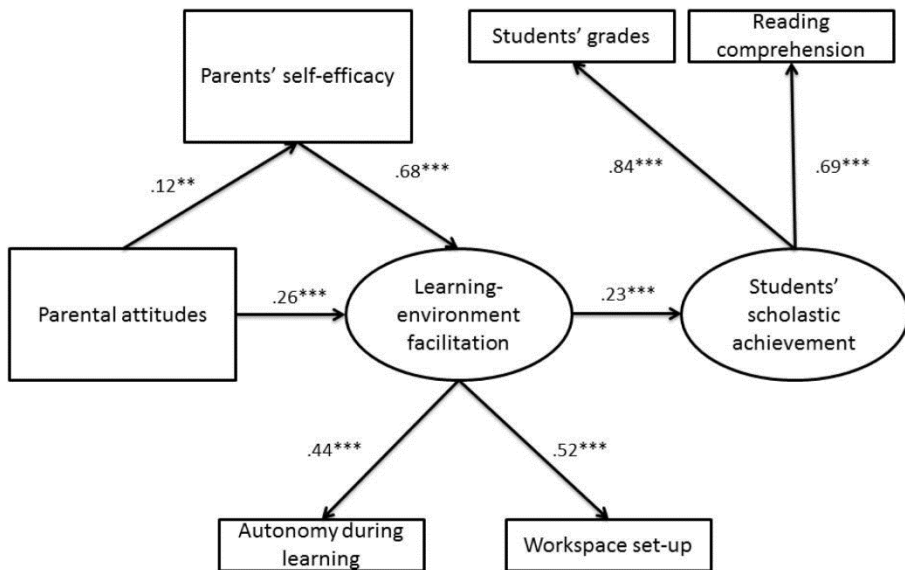 Students' grades
Reading
comprehension
Parents' self-efficacy
.12**
.68***
.84***
.69***
Parental attitudes
.26***
Learning-
environment
facilitation
.23***
Students'
scholastic
achievement
.44***
.52***
Autonomy during
learning
Workspace set-up